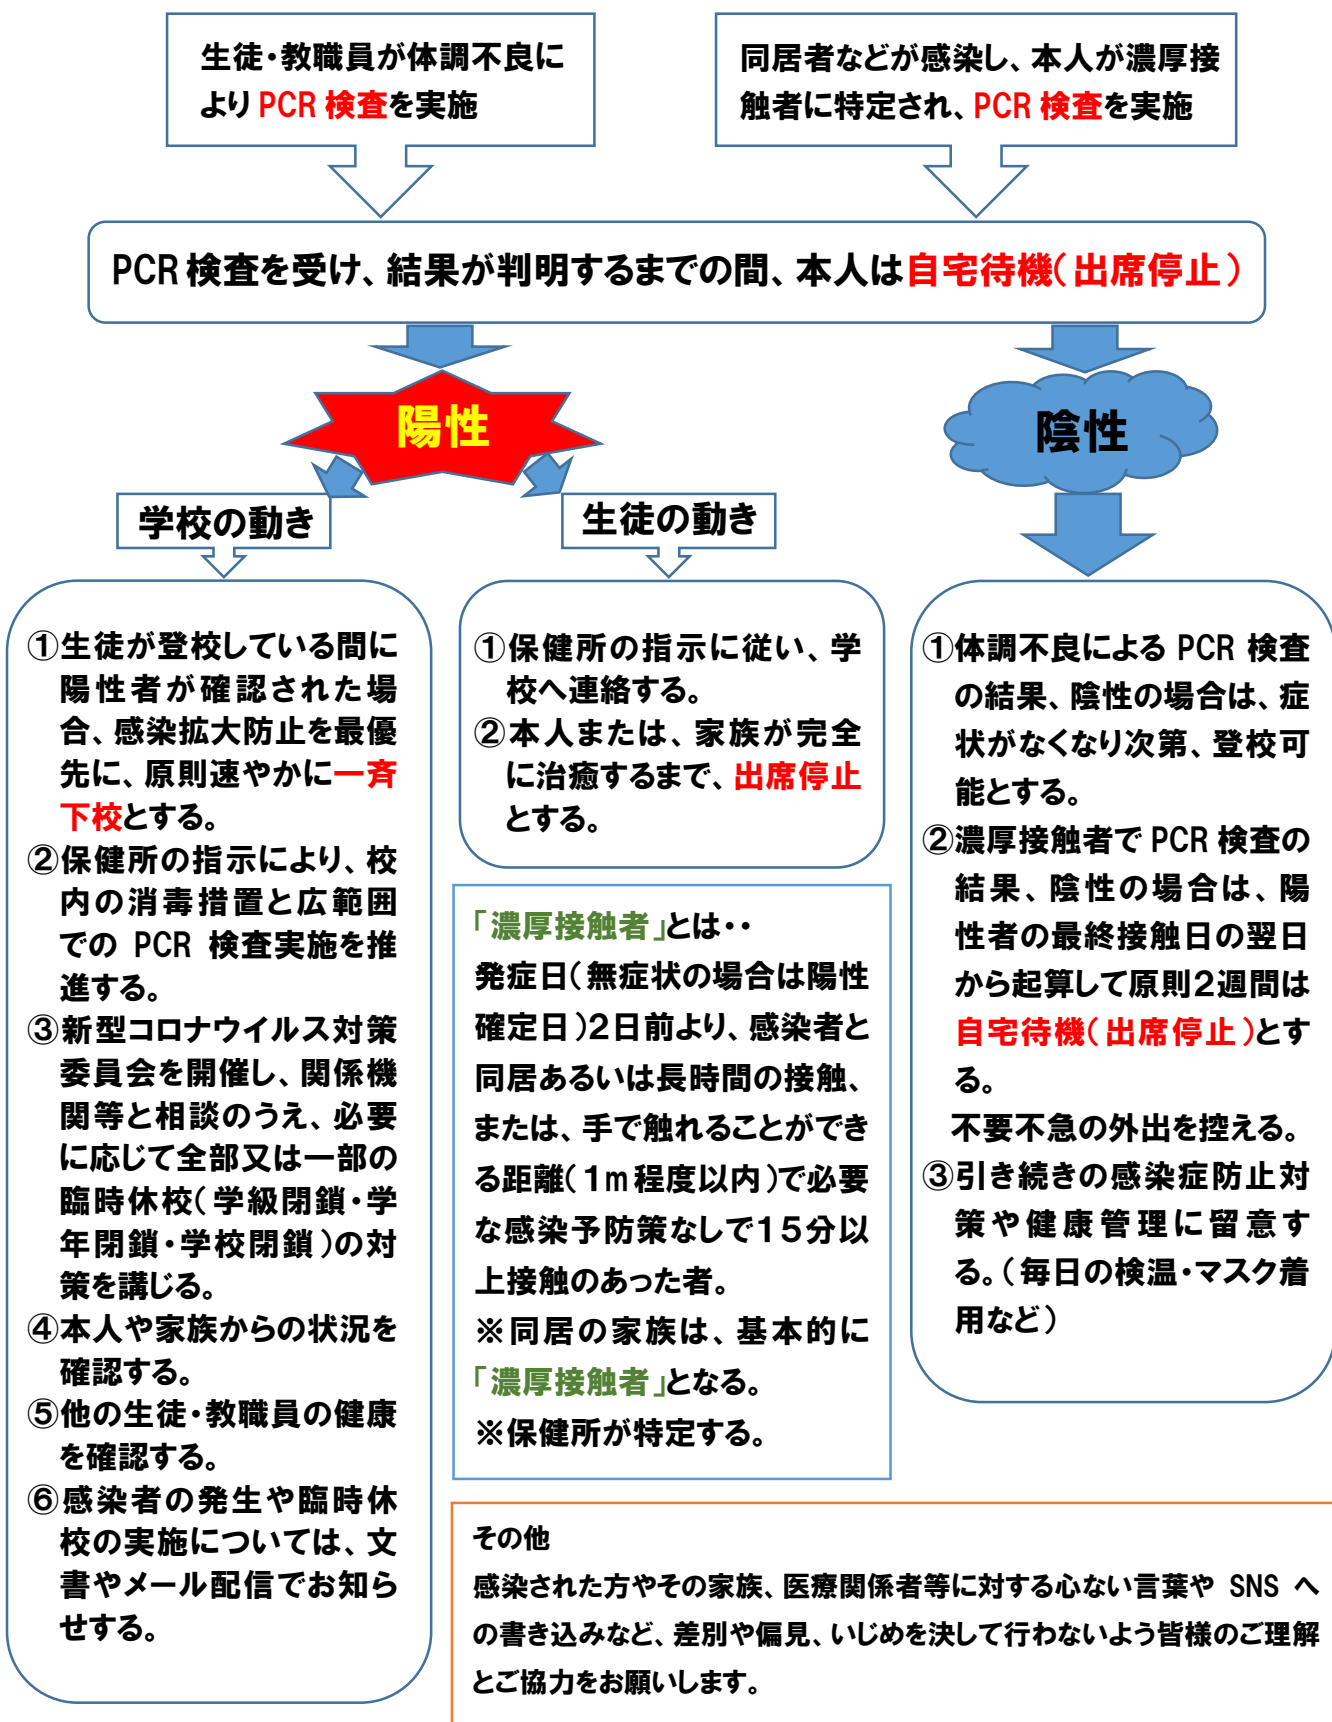 生徒・教職員が体調不良に
より PCR 検査を実施
同居者などが感染し、本人が濃厚接
触者に特定され、PCR 検査を実施
PCR 検査を受け、結果が判明するまでの間、本人は自宅待機(出席停止)
陽性
陰性
学校の動き
生徒の動き
①生徒が登校している間に
陽性者が確認された場
合、感染拡大防止を最優
先に、原則速やかに一斉
下校とする。
②保健所の指示により、校
内の消毒措置と広範囲
での PCR 検査実施を推
進する。
③新型コロナウイルス対策
委員会を開催し、関係機
関等と相談のうえ、必要
に応じて全部又は一部の
臨時休校(学級閉鎖・学
年閉鎖・学校閉鎖)の対
策を講じる。
④本人や家族からの状況を
確認する。
⑤他の生徒・教職員の健康
を確認する。
⑥感染者の発生や臨時休
校の実施については、文
書やメール配信でお知ら
せする。
①保健所の指示に従い、学
校へ連絡する。
②本人または、家族が完全
に治癒するまで、出席停止
とする。
「濃厚接触者」とは・・
発症日(無症状の場合は陽性
確定日)2日前より、感染者と
同居あるいは長時間の接触、
または、手で触れることができ
る距離(1m 程度以内)で必要
な感染予防策なしで15分以
上接触のあった者。
※同居の家族は、基本的に
「濃厚接触者」となる。
※保健所が特定する。
①体調不良による PCR 検査
の結果、陰性の場合は、症
状がなくなり次第、登校可
能とする。
②濃厚接触者で PCR 検査の
結果、陰性の場合は、陽
性者の最終接触日の翌日
から起算して原則2週間は
自宅待機(出席停止)とす
る。
不要不急の外出を控える。
③引き続きの感染症防止対
策や健康管理に留意す
る。(毎日の検温・マスク着
用など)
その他
感染された方やその家族、医療関係者等に対する心ない言葉や SNS へ
の書き込みなど、差別や偏見、いじめを決して行わないよう皆様のご理解
とご協力をお願いします。